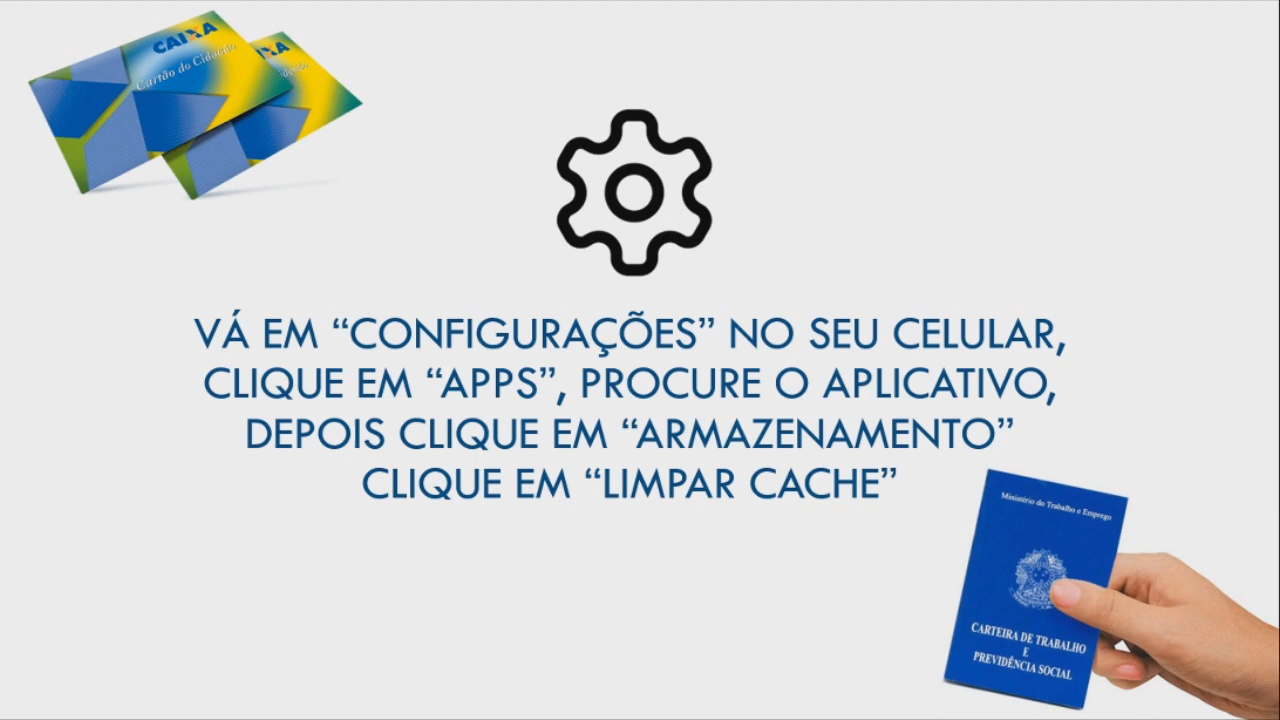 CAIXA
Cartão do Cidadão
VÁ EM “CONFIGURAÇÕES” NO SEU CELULAR,
CLIQUE EM “APPS”, PROCURE O APLICATIVO,
DEPOIS CLIQUE EM “ARMAZENAMENTO”
CLIQUE EM “LIMPAR CACHE”
Ministério do Trabalho e Emprego
CARTEIRA DE TRABALHO
E
PREVIDÊNCIA SOCIAL